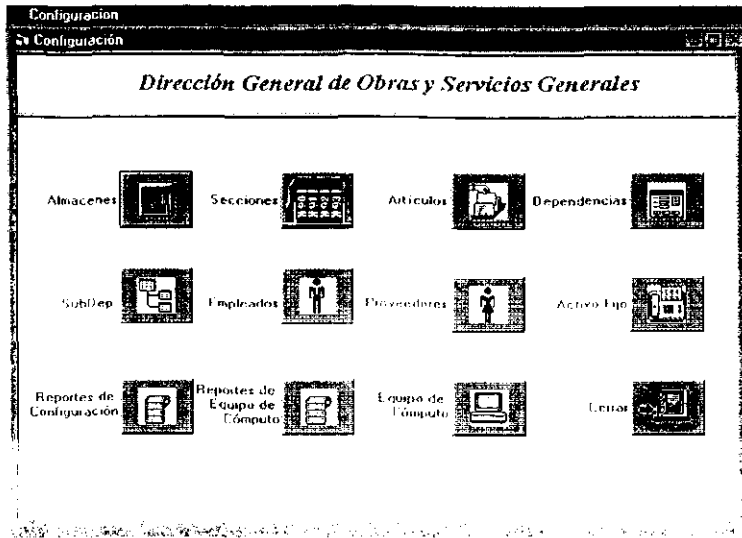 Configuracion
Configuración
Dirección General de Obras y Servicios Generales
Almacenes
Secciones
Artículos
Dependencias
SubDep
Empleados
Proveedores
Activo Fijo
Reportes de
Configuración
Reportes de
Equipo de
Cómputo
Equipo de
Cómputo
Cerrar